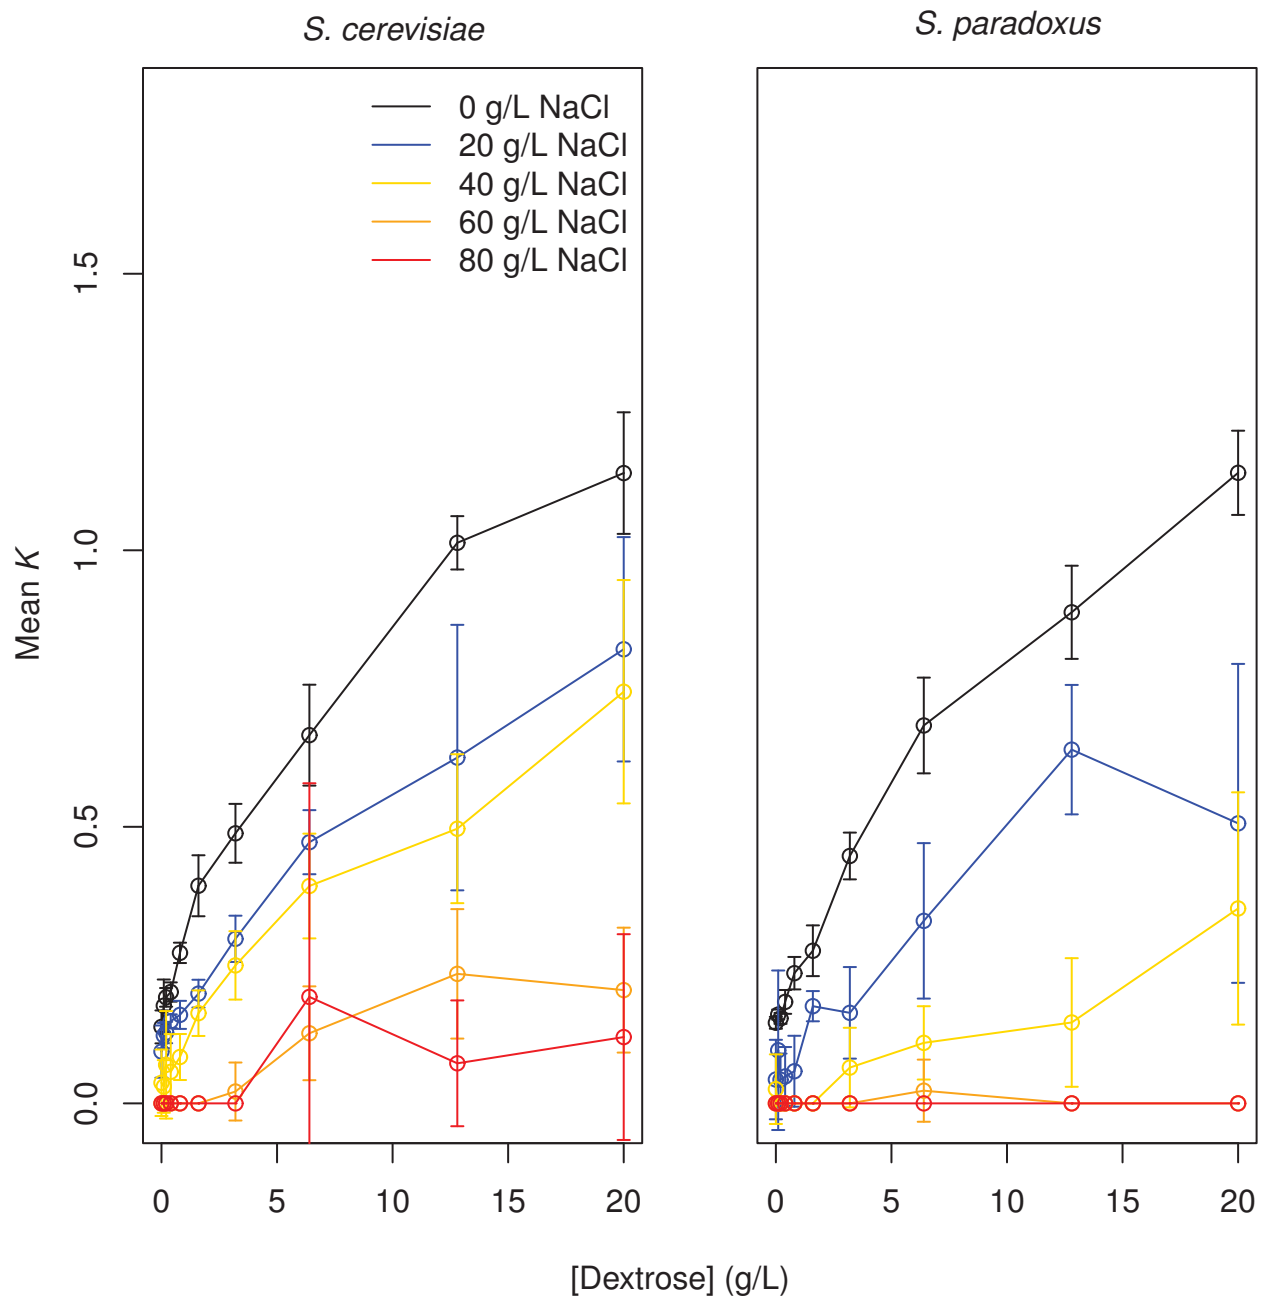 S. cerevisiae
S. paradoxus
0 g/L NaCl
20 g/L NaCl
40 g/L NaCl
60 g/L NaCl
80 g/L NaCl
1.5
1.0
0.5
0.0
Mean K
0 5 10 15 20
0 5 10 15 20
[Dextrose] (g/L)